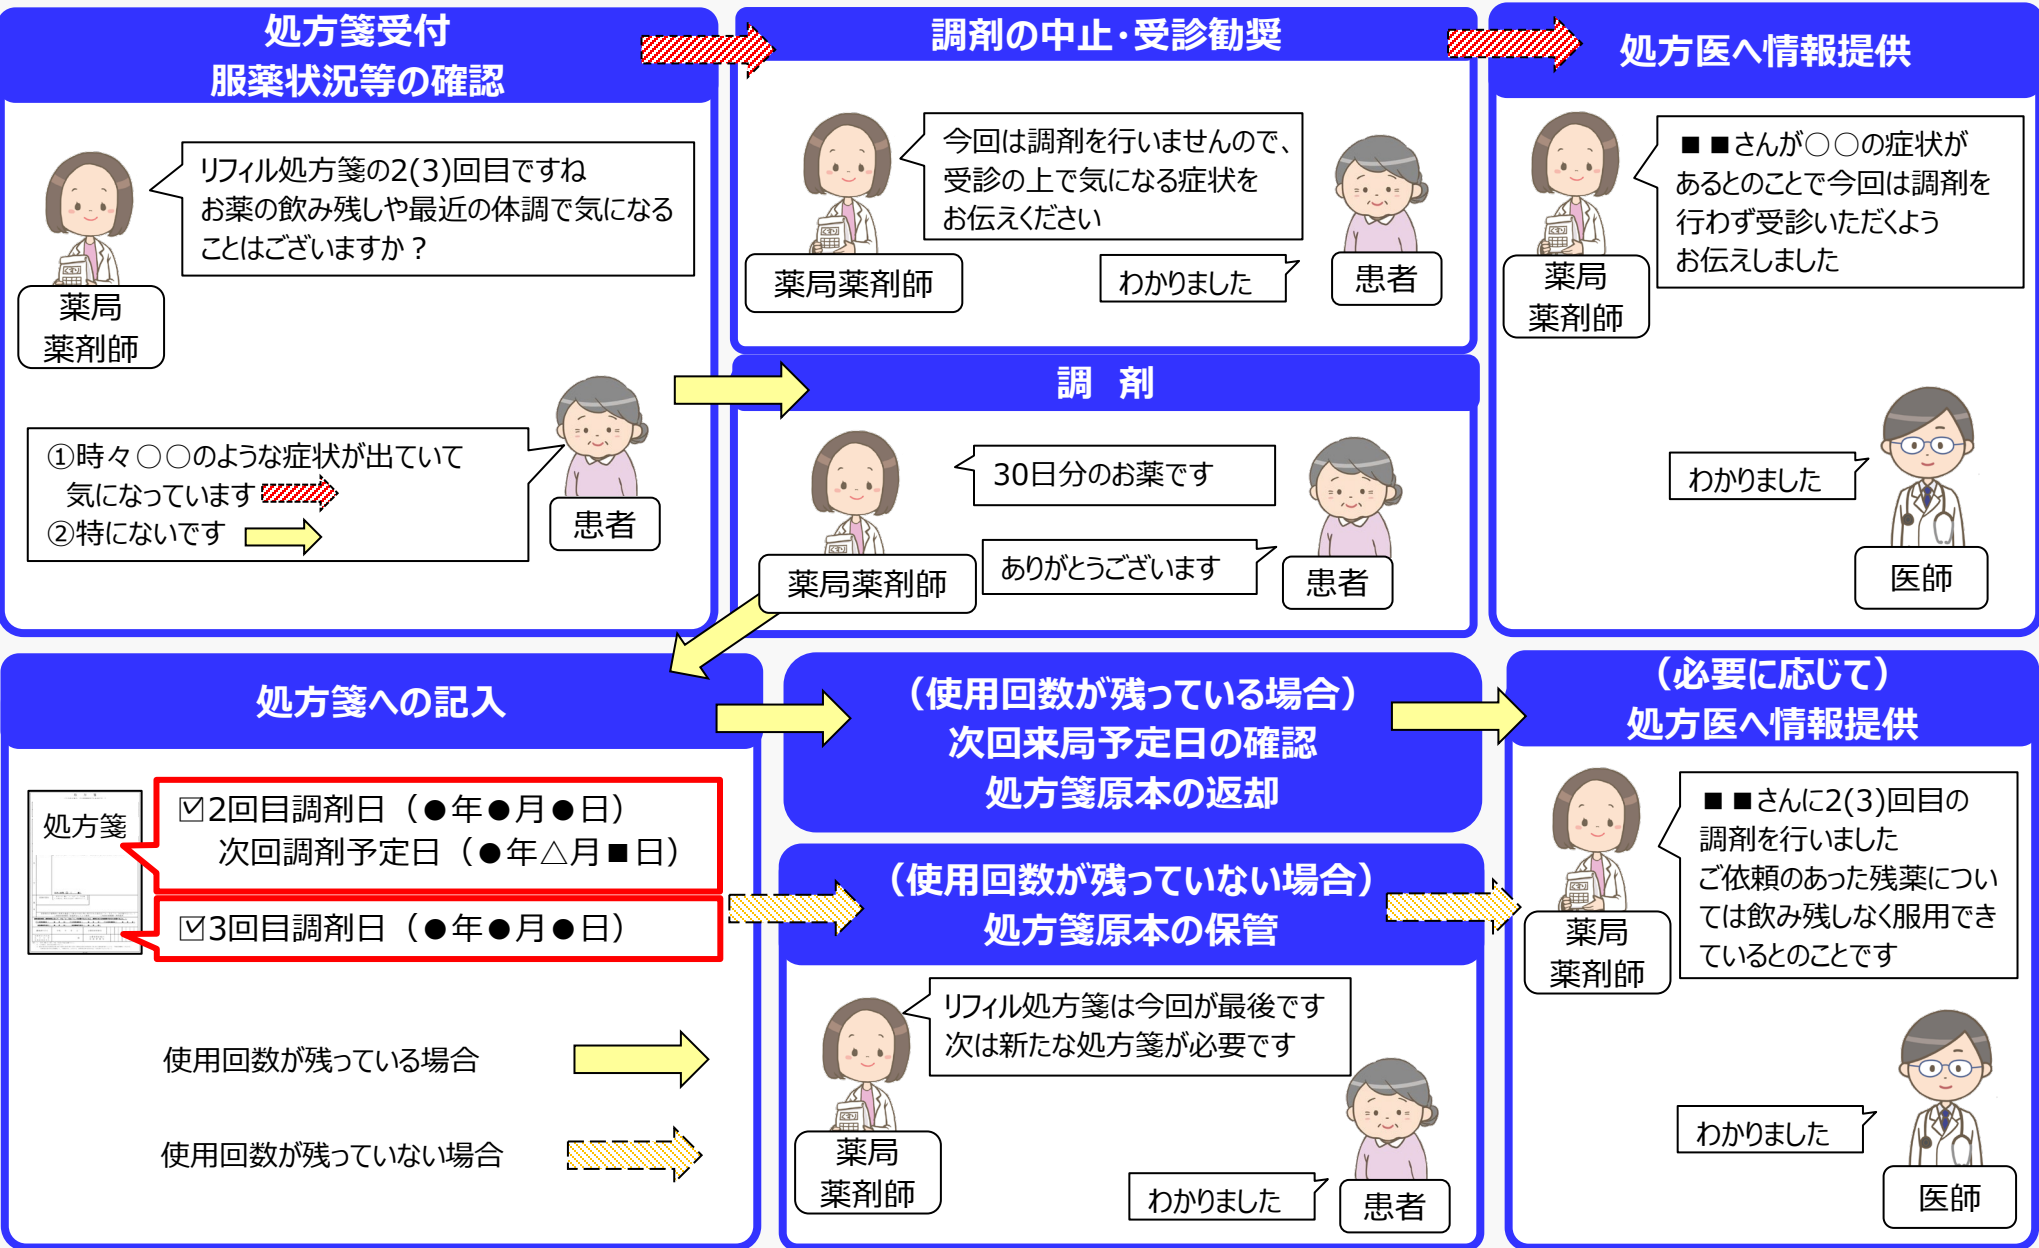 処方箋受付
服薬状況等の確認
リフィル処方箋の2(3)回目ですね
お薬の飲み残しや最近の体調で気になる
ことはございますか？
薬局
薬剤師
①時々○○のような症状が出ていて
気になっています
②特にないです
患者
調剤の中止・受診勧奨
今回は調剤を行いませんので、
受診の上で気になる症状を
お伝えください
薬局薬剤師
わかりました
患者
処方医へ情報提供
■■さんが○○の症状が
あるとのことで今回は調剤を
行わず受診いただくよう
お伝えしました
薬局
薬剤師
わかりました
医師
調 剤
30日分のお薬です
薬局薬剤師
ありがとうございます
患者
処方箋への記入
処方箋
☑2回目調剤日（●年●月●日）
次回調剤予定日（●年△月■日）
☑3回目調剤日（●年●月●日）
使用回数が残っている場合
使用回数が残っていない場合
（使用回数が残っている場合）
次回来局予定日の確認
処方箋原本の返却
（使用回数が残っていない場合）
処方箋原本の保管
リフィル処方箋は今回が最後です
次は新たな処方箋が必要です
薬局
薬剤師
わかりました
患者
（必要に応じて）
処方医へ情報提供
■■さんに2(3)回目の
調剤を行いました
ご依頼のあった残薬につい
ては飲み残しなく服用でき
ているとのことです
薬局
薬剤師
わかりました
医師